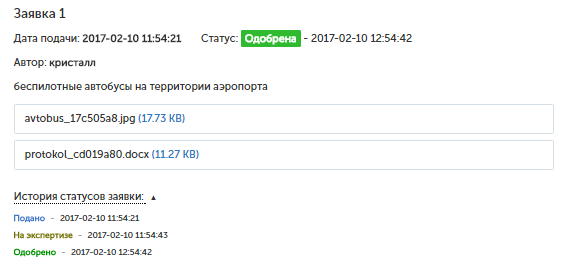 Заявка 1
Дата подачи: 2017-02-10 11:54:21 Статус: Одобрена - 2017-02-10 12:54:42
Автор: кристалл
беспилотные автобусы на территории аэропорта
avtobus_17c505a8.jpg (17.73 KB)
protokol_cd019a80.docx (11.27 KB)
История статусов заявки: ▲
Подано - 2017-02-10 11:54:21
На экспертизе - 2017-02-10 11:54:43
Одобрено - 2017-02-10 12:54:42